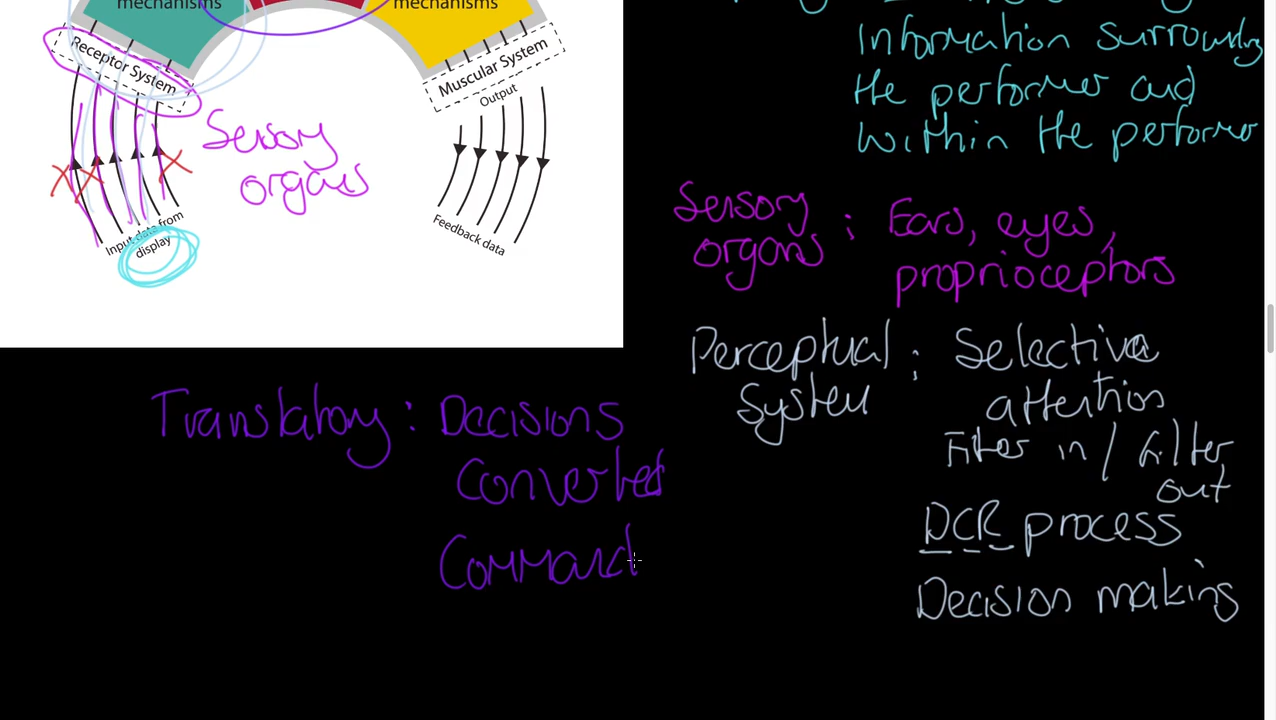 mechanisms
mechanisms
Receptor System
Muscular System
Output
Sensory
organs
Input data from
display
Feedback data
Information surrounding
the performer and
within the performer
Sensory
organs : Ears, eyes,
proprioceptors
Perceptual : Selective
System attention
Filter in / filter
out
DCR process
Decision making
Translatory : Decisions
Converted
Command